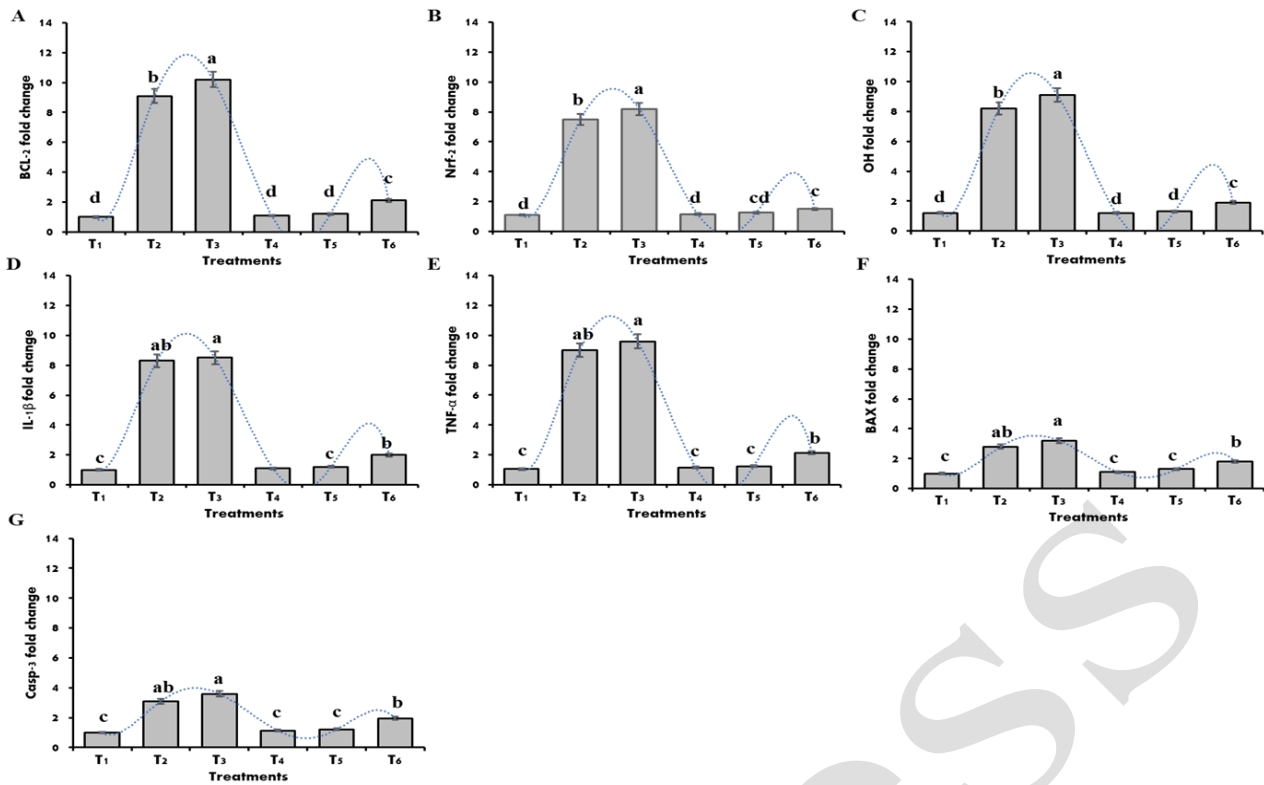 A
BCL-2 fold change
14
12
10
8
6
4
2
0
d
b
a
d
d
c
T1 T2 T3 T4 T5 T6
Treatments
B
Nrf-2 fold change
14
12
10
8
6
4
2
0
d
b
a
d
cd
c
T1 T2 T3 T4 T5 T6
Treatments
C
OH fold change
14
12
10
8
6
4
2
0
d
b
a
d
d
c
T1 T2 T3 T4 T5 T6
Treatments
D
IL-1β fold change
14
12
10
8
6
4
2
0
c
ab
a
c
c
b
T1 T2 T3 T4 T5 T6
Treatments
E
TNF-α fold change
14
12
10
8
6
4
2
0
c
ab
a
c
c
b
T1 T2 T3 T4 T5 T6
Treatments
F
BAX fold change
14
12
10
8
6
4
2
0
c
ab
a
c
c
b
T1 T2 T3 T4 T5 T6
Treatments
G
Casp-3 fold change
14
12
10
8
6
4
2
0
c
ab
a
c
c
b
T1 T2 T3 T4 T5 T6
Treatments